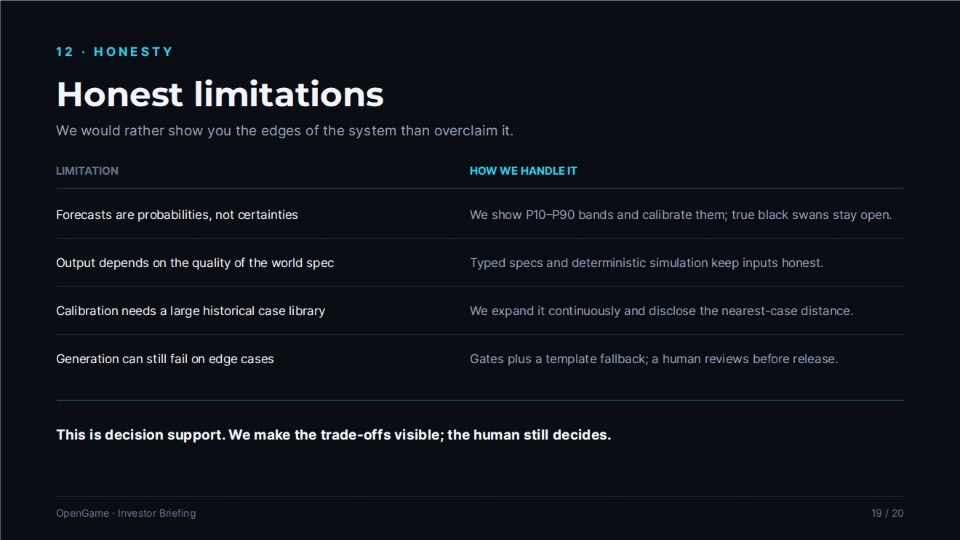 12 · HONESTY
Honest limitations
We would rather show you the edges of the system than overclaim it.
LIMITATION
HOW WE HANDLE IT
Forecasts are probabilities, not certainties
We show P10–P90 bands and calibrate them; true black swans stay open.
Output depends on the quality of the world spec
Typed specs and deterministic simulation keep inputs honest.
Calibration needs a large historical case library
We expand it continuously and disclose the nearest-case distance.
Generation can still fail on edge cases
Gates plus a template fallback; a human reviews before release.
This is decision support. We make the trade-offs visible; the human still decides.
OpenGame · Investor Briefing
19 / 20